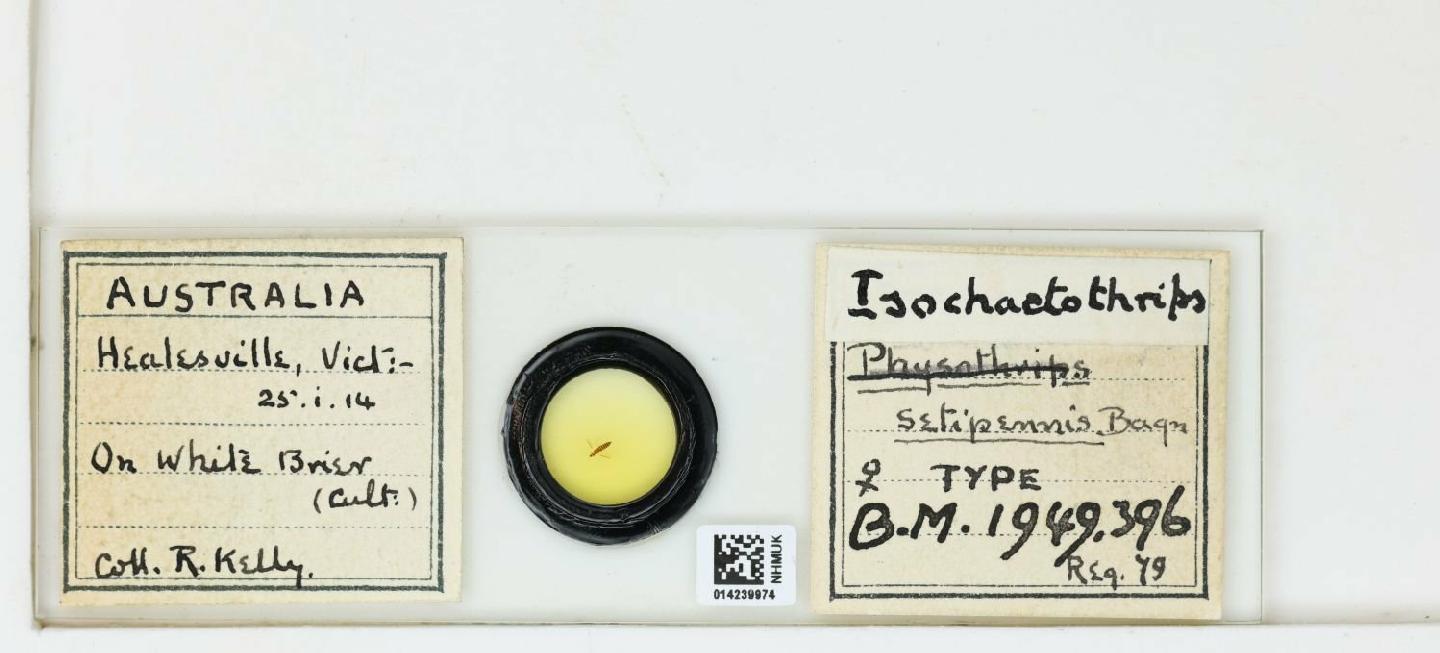 AUSTRALIA
Healesville, Vict:-
25.i.14
On White Brier
(cult.)
Coll. R. Kelly.
NHMUK
014239974
Isochaetothrips
Physothrips
setipennis Bagn
♀ TYPE
B.M. 1949.396
Reg. 79